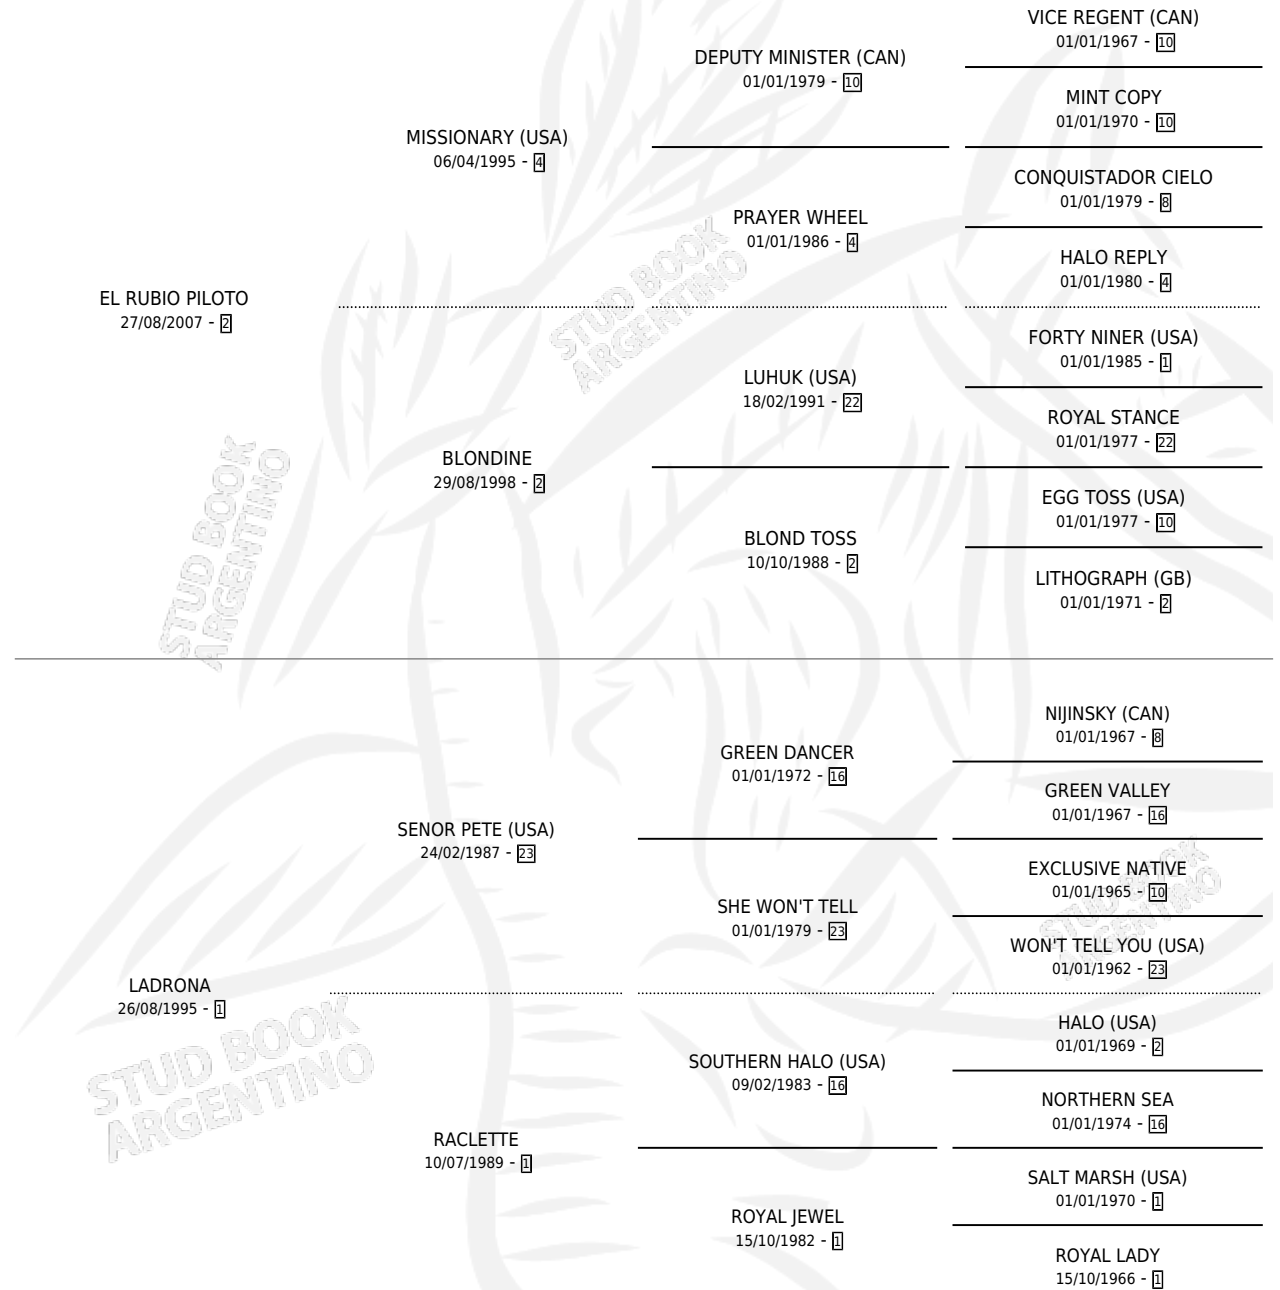 VICE REGENT (CAN)
01/01/1967 - 10
DEPUTY MINISTER (CAN)
01/01/1979 - 10
MINT COPY
01/01/1970 - 10
MISSIONARY (USA)
06/04/1995 - 4
CONQUISTADOR CIELO
01/01/1979 - 8
PRAYER WHEEL
01/01/1986 - 4
HALO REPLY
01/01/1980 - 4
EL RUBIO PILOTO
27/08/2007 - 2
STUD BOOK
ARGENTINO
FORTY NINER (USA)
01/01/1985 - 1
LUHUK (USA)
18/02/1991 - 22
ROYAL STANCE
01/01/1977 - 22
BLONDINE
29/08/1998 - 2
EGG TOSS (USA)
01/01/1977 - 10
BLOND TOSS
10/10/1988 - 2
LITHOGRAPH (GB)
01/01/1971 - 2
STUD BOOK
ARGENTINO
NIJINSKY (CAN)
01/01/1967 - 8
GREEN DANCER
01/01/1972 - 16
GREEN VALLEY
01/01/1967 - 16
SENOR PETE (USA)
24/02/1987 - 23
EXCLUSIVE NATIVE
01/01/1965 - 10
SHE WON'T TELL
01/01/1979 - 23
STUD BOOK
ARGENTINO
WON'T TELL YOU (USA)
01/01/1962 - 23
LADRONA
26/08/1995 - 1
HALO (USA)
01/01/1969 - 2
SOUTHERN HALO (USA)
09/02/1983 - 16
NORTHERN SEA
01/01/1974 - 16
STUD BOOK
ARGENTINO
RACLETTE
10/07/1989 - 1
SALT MARSH (USA)
01/01/1970 - 1
ROYAL JEWEL
15/10/1982 - 1
ROYAL LADY
15/10/1966 - 1